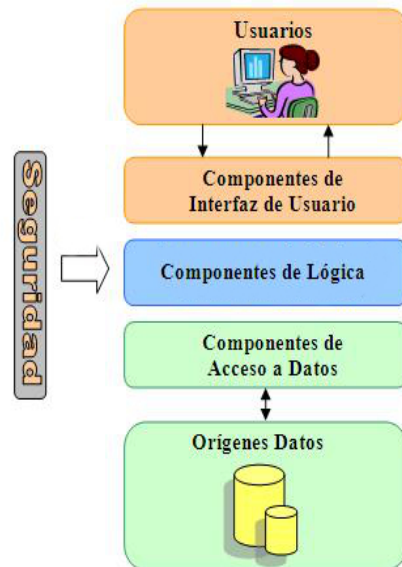 Usuarios
Seguridad
Componentes de
Interfaz de Usuario
Componentes de Lógica
Componentes de
Acceso a Datos
Orígenes Datos